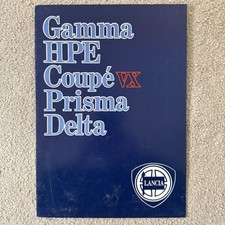 Gamma
HPE
Coupé VX
Prisma
Delta
LANCIA